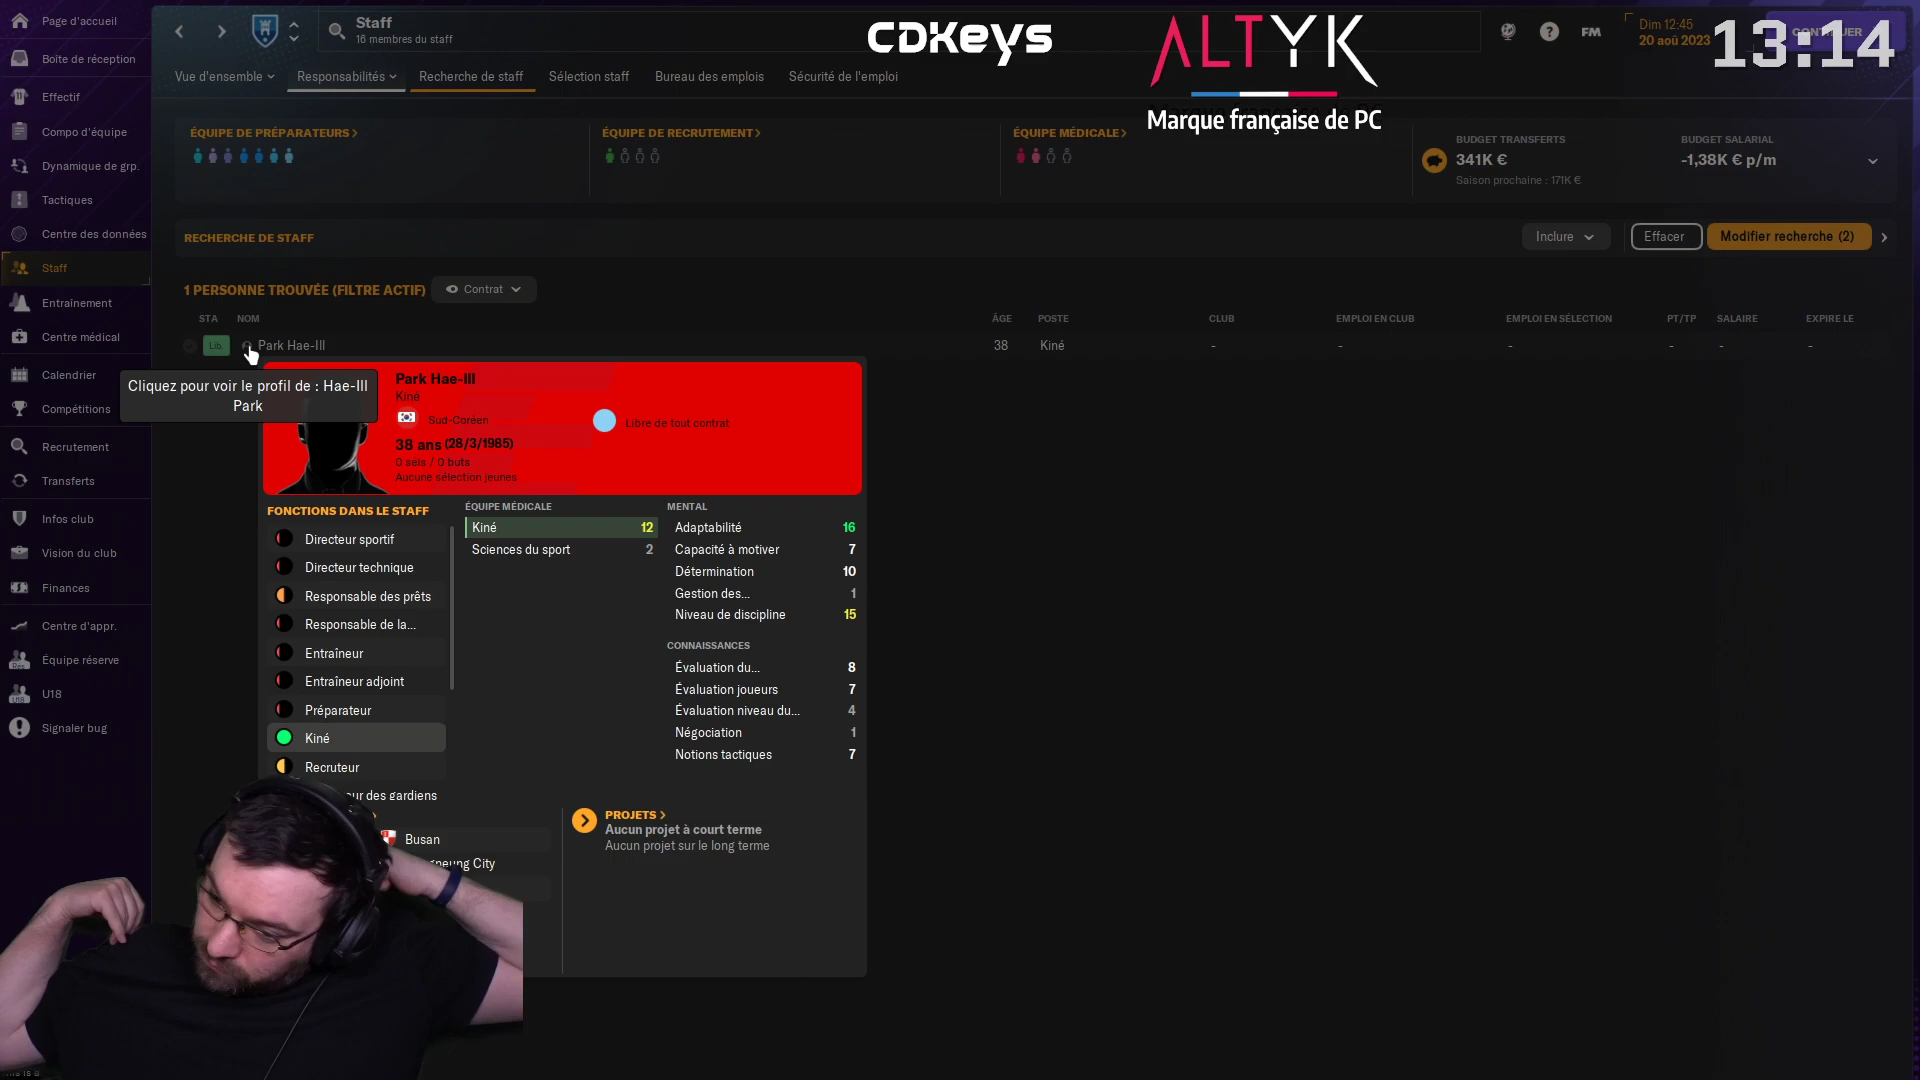 Page d'accueil
Boîte de réception
Effectif
Compo d'équipe
Dynamique de grp.
Tactiques
Centre des données
Staff
Entraînement
Centre médical
Calendrier
Compétitions
Recrutement
Transferts
Infos club
Vision du club
Finances
Centre d'appr.
Équipe réserve
U18
Signaler bug
Staff
16 membres du staff
CDKeys
ALTYK
Marque française de PC
FM
Dim 12:45
20 aoû 2023
13:14
Vue d'ensemble
Responsabilités
Recherche de staff
Sélection staff
Bureau des emplois
Sécurité de l'emploi
ÉQUIPE DE PRÉPARATEURS >
ÉQUIPE DE RECRUTEMENT >
ÉQUIPE MÉDICALE >
BUDGET TRANSFERTS
341K €
Saison prochaine : 171K €
BUDGET SALARIAL
-1,38K € p/m
RECHERCHE DE STAFF
Inclure
Effacer
Modifier recherche (2)
1 PERSONNE TROUVÉE (FILTRE ACTIF)
Contrat
STA NOM ÂGE POSTE CLUB EMPLOI EN CLUB EMPLOI EN SÉLECTION PT/TP SALAIRE EXPIRE LE
Lib. Park Hae-Ill 38 Kiné - - - - - -
Cliquez pour voir le profil de : Hae-Ill
Park
Park Hae-Ill
Kiné
Sud-Coréen
Libre de tout contrat
38 ans (28/3/1985)
0 séls / 0 buts
Aucune sélection jeunes
FONCTIONS DANS LE STAFF
Directeur sportif
Directeur technique
Responsable des prêts
Responsable de la...
Entraîneur
Entraîneur adjoint
Préparateur
Kiné
Recruteur
des gardiens
ÉQUIPE MÉDICALE
Kiné 12
Sciences du sport 2
MENTAL
Adaptabilité 16
Capacité à motiver 7
Détermination 10
Gestion des... 1
Niveau de discipline 15
CONNAISSANCES
Évaluation du... 8
Évaluation joueurs 7
Évaluation niveau du... 4
Négociation 1
Notions tactiques 7
Busan
City
PROJETS >
Aucun projet à court terme
Aucun projet sur le long terme